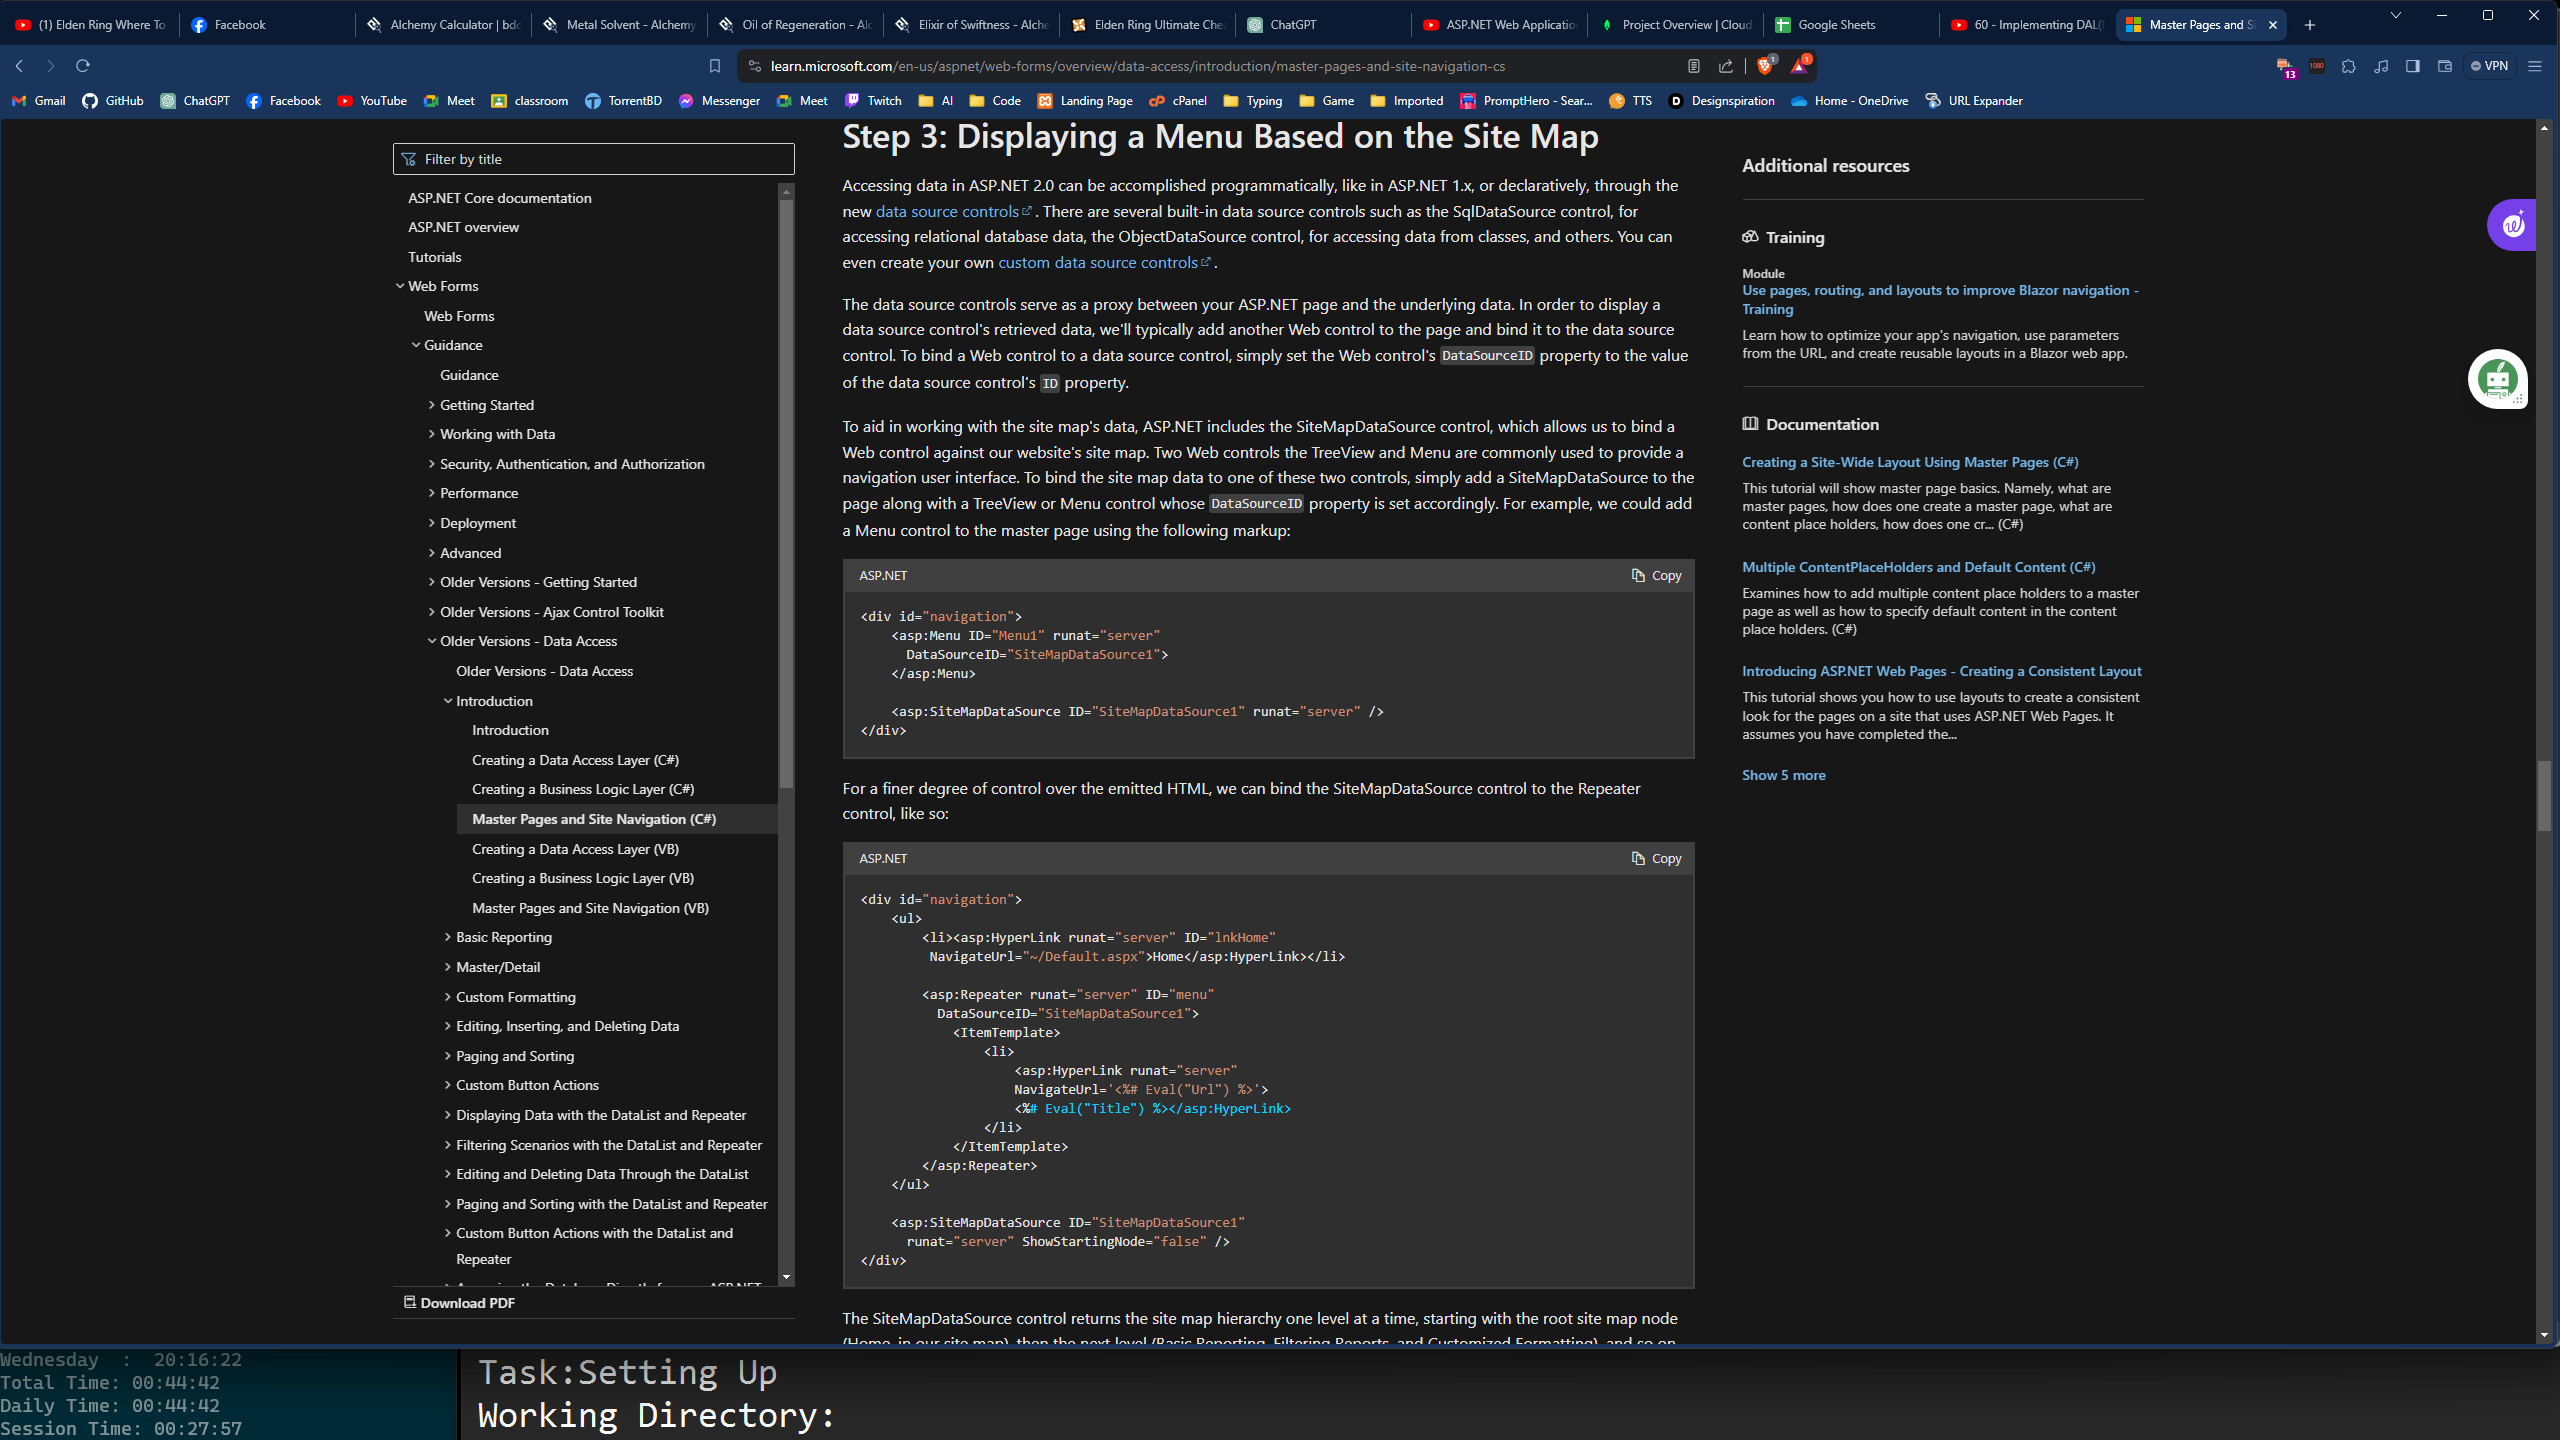 (1) Elden Ring Where To
Facebook
Alchemy Calculator | bdo
Metal Solvent - Alchemy
Oil of Regeneration - Alc
Elixir of Swiftness - Alche
Elden Ring Ultimate Che
ChatGPT
ASP.NET Web Application
Project Overview | Cloud
Google Sheets
60 - Implementing DAL(
Master Pages and Si
learn.microsoft.com/en-us/aspnet/web-forms/overview/data-access/introduction/master-pages-and-site-navigation-cs
1
1
13
1080
VPN
Gmail
GitHub
ChatGPT
Facebook
YouTube
Meet
classroom
TorrentBD
Messenger
Meet
Twitch
AI
Code
Landing Page
cPanel
Typing
Game
Imported
PromptHero - Sear...
TTS
Designspiration
Home - OneDrive
URL Expander
Filter by title
ASP.NET Core documentation
ASP.NET overview
Tutorials
Web Forms
Web Forms
Guidance
Guidance
Getting Started
Working with Data
Security, Authentication, and Authorization
Performance
Deployment
Advanced
Older Versions - Getting Started
Older Versions - Ajax Control Toolkit
Older Versions - Data Access
Older Versions - Data Access
Introduction
Introduction
Creating a Data Access Layer (C#)
Creating a Business Logic Layer (C#)
Master Pages and Site Navigation (C#)
Creating a Data Access Layer (VB)
Creating a Business Logic Layer (VB)
Master Pages and Site Navigation (VB)
Basic Reporting
Master/Detail
Custom Formatting
Editing, Inserting, and Deleting Data
Paging and Sorting
Custom Button Actions
Displaying Data with the DataList and Repeater
Filtering Scenarios with the DataList and Repeater
Editing and Deleting Data Through the DataList
Paging and Sorting with the DataList and Repeater
Custom Button Actions with the DataList and
Repeater
Download PDF
Step 3: Displaying a Menu Based on the Site Map
Accessing data in ASP.NET 2.0 can be accomplished programmatically, like in ASP.NET 1.x, or declaratively, through the
new data source controls. There are several built-in data source controls such as the SqlDataSource control, for
accessing relational database data, the ObjectDataSource control, for accessing data from classes, and others. You can
even create your own custom data source controls.
The data source controls serve as a proxy between your ASP.NET page and the underlying data. In order to display a
data source control's retrieved data, we'll typically add another Web control to the page and bind it to the data source
control. To bind a Web control to a data source control, simply set the Web control's DataSourceID property to the value
of the data source control's ID property.
To aid in working with the site map's data, ASP.NET includes the SiteMapDataSource control, which allows us to bind a
Web control against our website's site map. Two Web controls the TreeView and Menu are commonly used to provide a
navigation user interface. To bind the site map data to one of these two controls, simply add a SiteMapDataSource to the
page along with a TreeView or Menu control whose DataSourceID property is set accordingly. For example, we could add
a Menu control to the master page using the following markup:
ASP.NET
Copy
<div id="navigation">
<asp:Menu ID="Menu1" runat="server"
DataSourceID="SiteMapDataSource1">
</asp:Menu>
<asp:SiteMapDataSource ID="SiteMapDataSource1" runat="server" />
</div>
For a finer degree of control over the emitted HTML, we can bind the SiteMapDataSource control to the Repeater
control, like so:
ASP.NET
Copy
<div id="navigation">
<ul>
<li><asp:HyperLink runat="server" ID="lnkHome"
NavigateUrl="~/Default.aspx">Home</asp:HyperLink></li>
<asp:Repeater runat="server" ID="menu"
DataSourceID="SiteMapDataSource1">
<ItemTemplate>
<li>
<asp:HyperLink runat="server"
NavigateUrl='<%# Eval("Url") %>'>
<%# Eval("Title") %></asp:HyperLink>
</li>
</ItemTemplate>
</asp:Repeater>
</ul>
<asp:SiteMapDataSource ID="SiteMapDataSource1"
runat="server" ShowStartingNode="false" />
</div>
The SiteMapDataSource control returns the site map hierarchy one level at a time, starting with the root site map node
(Home, in our site map), then the next level (Basic Reporting, Filtering Reports, and Customized Formatting), and so on
Additional resources
Training
Module
Use pages, routing, and layouts to improve Blazor navigation -
Training
Learn how to optimize your app's navigation, use parameters
from the URL, and create reusable layouts in a Blazor web app.
Documentation
Creating a Site-Wide Layout Using Master Pages (C#)
This tutorial will show master page basics. Namely, what are
master pages, how does one create a master page, what are
content place holders, how does one cr... (C#)
Multiple ContentPlaceHolders and Default Content (C#)
Examines how to add multiple content place holders to a master
page as well as how to specify default content in the content
place holders. (C#)
Introducing ASP.NET Web Pages - Creating a Consistent Layout
This tutorial shows you how to use layouts to create a consistent
look for the pages on a site that uses ASP.NET Web Pages. It
assumes you have completed the...
Show 5 more
Wednesday : 20:16:22
Total Time: 00:44:42
Daily Time: 00:44:42
Session Time: 00:27:57
Task:Setting Up
Working Directory: